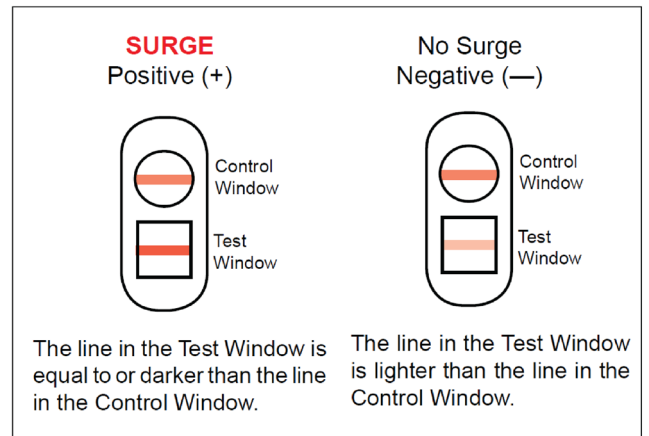 SURGE
Positive (+)
Control
Window
Test
Window
The line in the Test Window is
equal to or darker than the line
in the Control Window.
No Surge
Negative (—)
Control
Window
Test
Window
The line in the Test Window
is lighter than the line in the
Control Window.